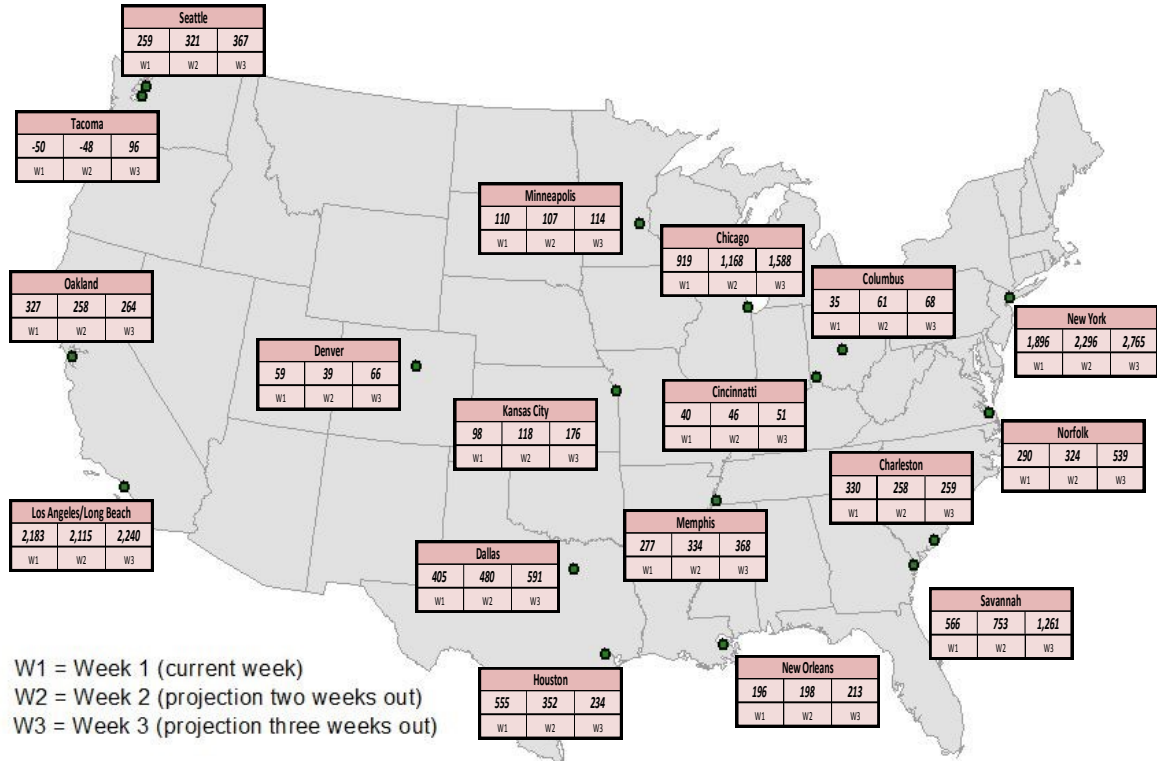 Seattle
259 321 367
W1 W2 W3
Tacoma
-50 -48 96
W1 W2 W3
Minneapolis
110 107 114
W1 W2 W3
Chicago
919 1,168 1,588
W1 W2 W3
Columbus
35 61 68
W1 W2 W3
Oakland
327 258 264
W1 W2 W3
New York
1,896 2,296 2,765
W1 W2 W3
Denver
59 39 66
W1 W2 W3
Cincinnatti
40 46 51
W1 W2 W3
Kansas City
98 118 176
W1 W2 W3
Norfolk
290 324 539
W1 W2 W3
Charleston
330 258 259
W1 W2 W3
Los Angeles/Long Beach
2,183 2,115 2,240
W1 W2 W3
Memphis
277 334 368
W1 W2 W3
Dallas
405 480 591
W1 W2 W3
Savannah
566 753 1,261
W1 W2 W3
New Orleans
196 198 213
W1 W2 W3
Houston
555 352 234
W1 W2 W3
W1 = Week 1 (current week)
W2 = Week 2 (projection two weeks out)
W3 = Week 3 (projection three weeks out)